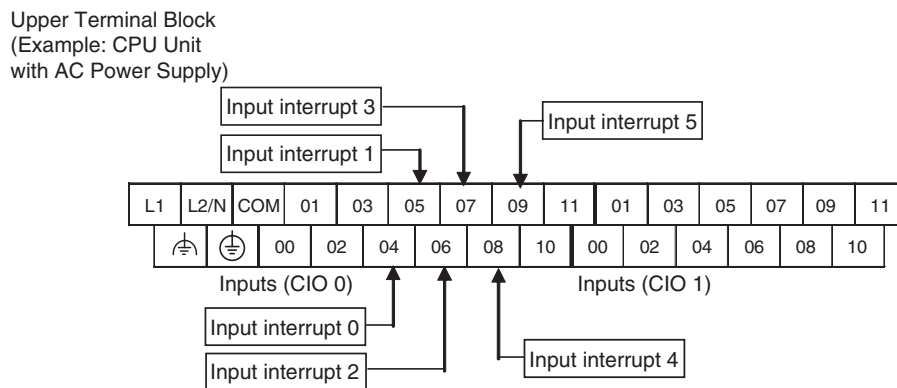 Upper Terminal Block
(Example: CPU Unit
with AC Power Supply)
Input interrupt 3
Input interrupt 5
Input interrupt 1
L1 L2/N COM 01 03 05 07 09 11 01 03 05 07 09 11
00 02 04 06 08 10 00 02 04 06 08 10
Inputs (CIO 0) Inputs (CIO 1)
Input interrupt 0
Input interrupt 2
Input interrupt 4